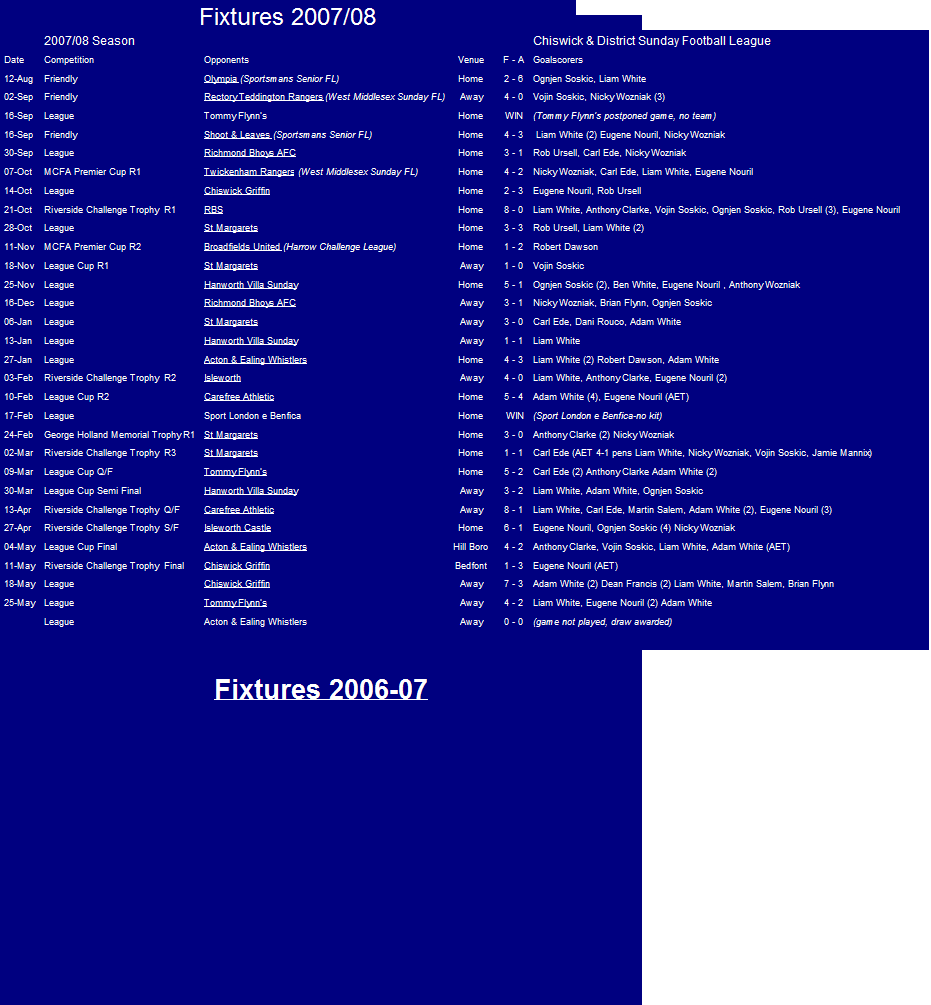 Fixtures 2007/08
2007/08 Season Chiswick & District Sunday Football League
Date Competition Opponents Venue F - A Goalscorers
12-Aug Friendly Olympia (Sportsmans Senior FL) Home 2 - 6 Ognjen Soskic, Liam White
02-Sep Friendly Rectory Teddington Rangers (West Middlesex Sunday FL) Away 4 - 0 Vojin Soskic, Nicky Wozniak (3)
16-Sep League Tommy Flynn's Home WIN (Tommy Flynn's postponed game, no team)
16-Sep Friendly Shoot & Leaves (Sportsmans Senior FL) Home 4 - 3 Liam White (2) Eugene Nouril, Nicky Wozniak
30-Sep League Richmond Bhoys AFC Home 3 - 1 Rob Ursell, Carl Ede, Nicky Wozniak
07-Oct MCFA Premier Cup R1 Twickenham Rangers (West Middlesex Sunday FL) Home 4 - 2 Nicky Wozniak, Carl Ede, Liam White, Eugene Nouril
14-Oct League Chiswick Griffin Home 2 - 3 Eugene Nouril, Rob Ursell
21-Oct Riverside Challenge Trophy R1 RBS Home 8 - 0 Liam White, Anthony Clarke, Vojin Soskic, Ognjen Soskic, Rob Ursell (3), Eugene Nouril
28-Oct League St Margarets Home 3 - 3 Rob Ursell, Liam White (2)
11-Nov MCFA Premier Cup R2 Broadfields United (Harrow Challenge League) Home 1 - 2 Robert Dawson
18-Nov League Cup R1 St Margarets Away 1 - 0 Vojin Soskic
25-Nov League Hanworth Villa Sunday Home 5 - 1 Ognjen Soskic (2), Ben White, Eugene Nouril , Anthony Wozniak
16-Dec League Richmond Bhoys AFC Away 3 - 1 Nicky Wozniak, Brian Flynn, Ognjen Soskic
06-Jan League St Margarets Away 3 - 0 Carl Ede, Dani Rouco, Adam White
13-Jan League Hanworth Villa Sunday Away 1 - 1 Liam White
27-Jan League Acton & Ealing Whistlers Home 4 - 3 Liam White (2) Robert Dawson, Adam White
03-Feb Riverside Challenge Trophy R2 Isleworth Away 4 - 0 Liam White, Anthony Clarke, Eugene Nouril (2)
10-Feb League Cup R2 Carefree Athletic Home 5 - 4 Adam White (4), Eugene Nouril (AET)
17-Feb League Sport London e Benfica Home WIN (Sport London e Benfica-no kit)
24-Feb George Holland Memorial Trophy R1 St Margarets Home 3 - 0 Anthony Clarke (2) Nicky Wozniak
02-Mar Riverside Challenge Trophy R3 St Margarets Home 1 - 1 Carl Ede (AET 4-1 pens Liam White, Nicky Wozniak, Vojin Soskic, Jamie Mannix)
09-Mar League Cup Q/F Tommy Flynn's Home 5 - 2 Carl Ede (2) Anthony Clarke Adam White (2)
30-Mar League Cup Semi Final Hanworth Villa Sunday Away 3 - 2 Liam White, Adam White, Ognjen Soskic
13-Apr Riverside Challenge Trophy Q/F Carefree Athletic Away 8 - 1 Liam White, Carl Ede, Martin Salem, Adam White (2), Eugene Nouril (3)
27-Apr Riverside Challenge Trophy S/F Isleworth Castle Home 6 - 1 Eugene Nouril, Ognjen Soskic (4) Nicky Wozniak
04-May League Cup Final Acton & Ealing Whistlers Hill Boro 4 - 2 Anthony Clarke, Vojin Soskic, Liam White, Adam White (AET)
11-May Riverside Challenge Trophy Final Chiswick Griffin Bedfont 1 - 3 Eugene Nouril (AET)
18-May League Chiswick Griffin Away 7 - 3 Adam White (2) Dean Francis (2) Liam White, Martin Salem, Brian Flynn
25-May League Tommy Flynn's Away 4 - 2 Liam White, Eugene Nouril (2) Adam White
League Acton & Ealing Whistlers Away 0 - 0 (game not played, draw awarded)
Fixtures 2006-07